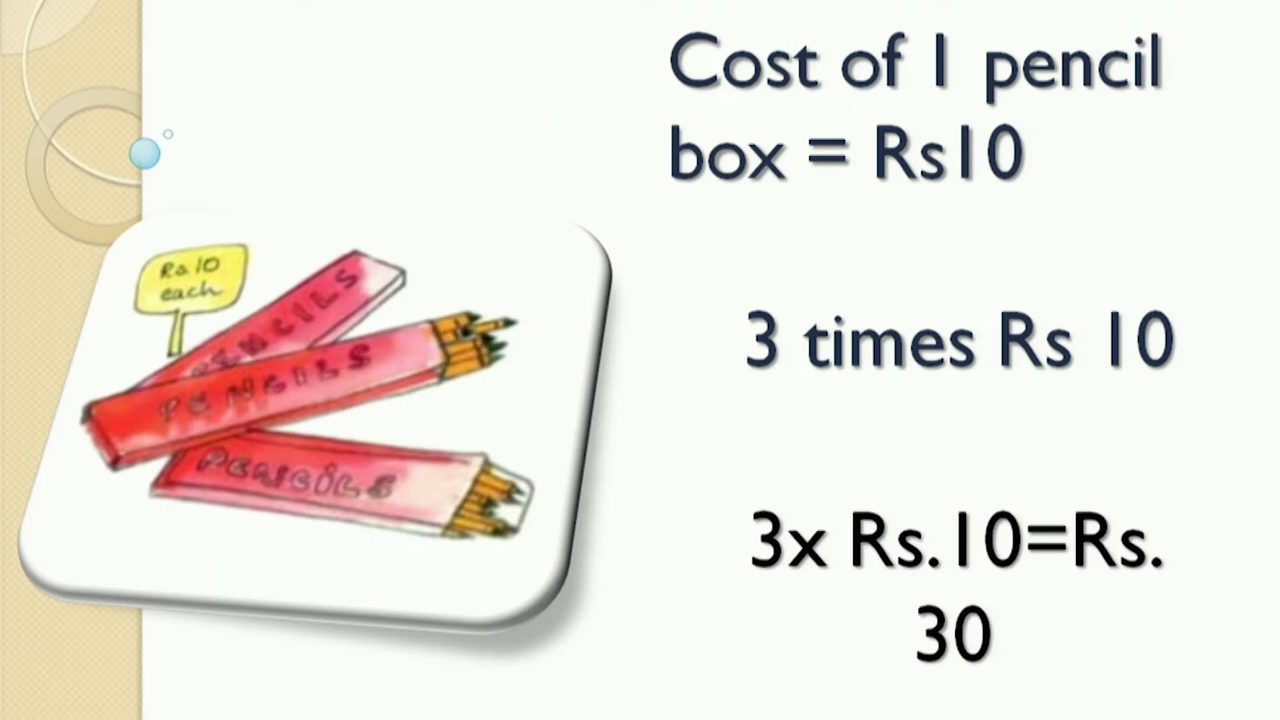 Cost of 1 pencil
box = Rs10
Rs.10
each
PENCILS
PENCILS
PENCILS
3 times Rs 10
3x Rs.10=Rs.
30